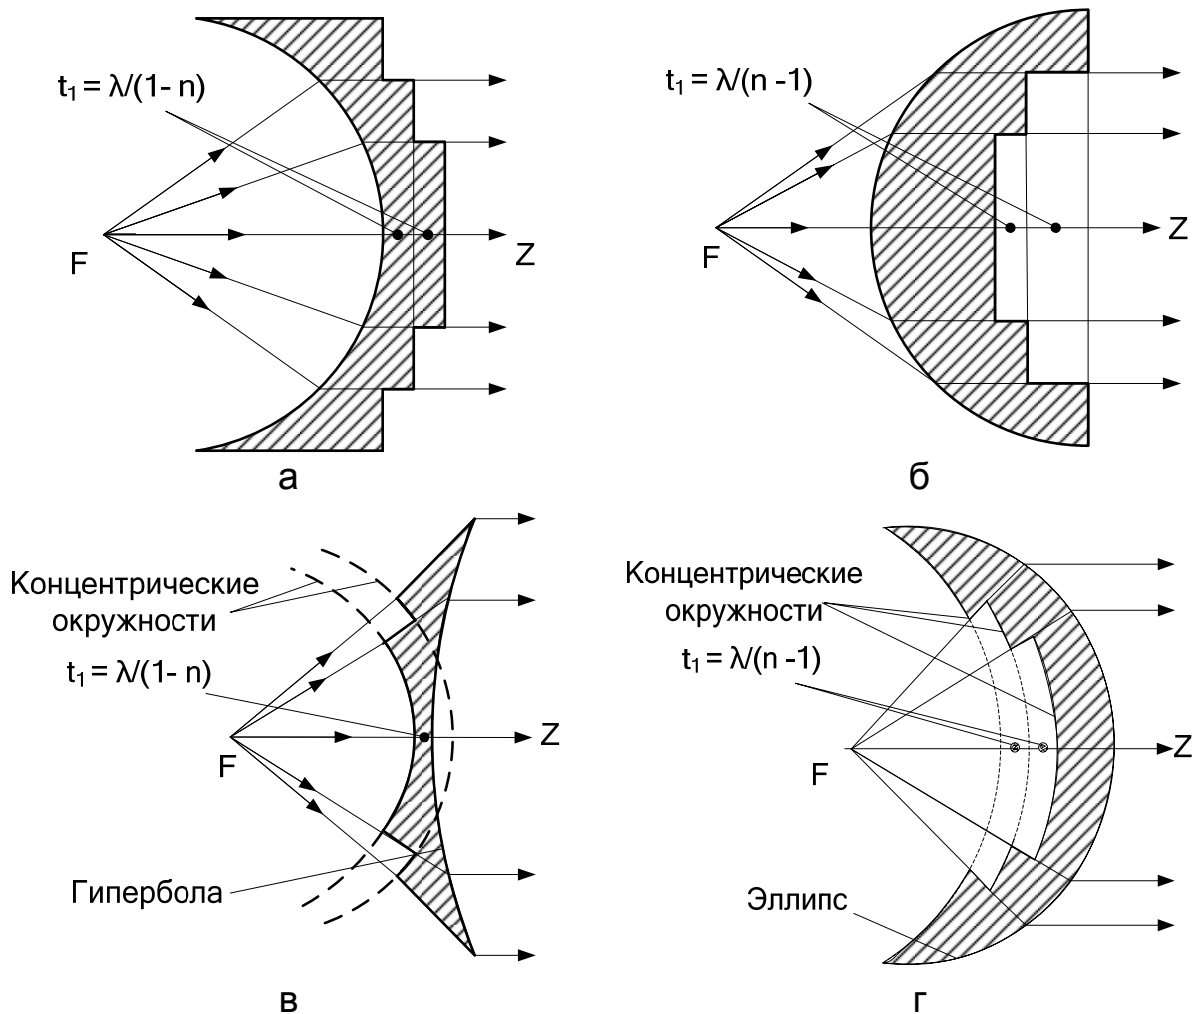 t₁ = λ/(1- n)
F
Z
а
t₁ = λ/(n -1)
F
Z
б
Концентрические
окружности
t₁ = λ/(1- n)
F
Z
Гипербола
в
Концентрические
окружности
t₁ = λ/(n -1)
F
Z
Эллипс
г